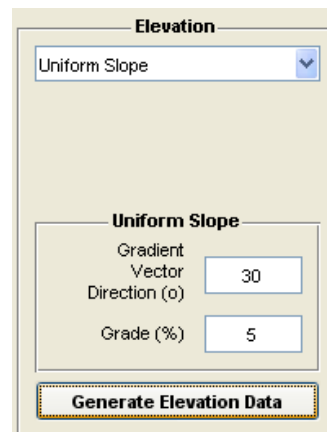 Elevation
Uniform Slope
Uniform Slope
Gradient
Vector
Direction (o)
30
Grade (%)
5
Generate Elevation Data